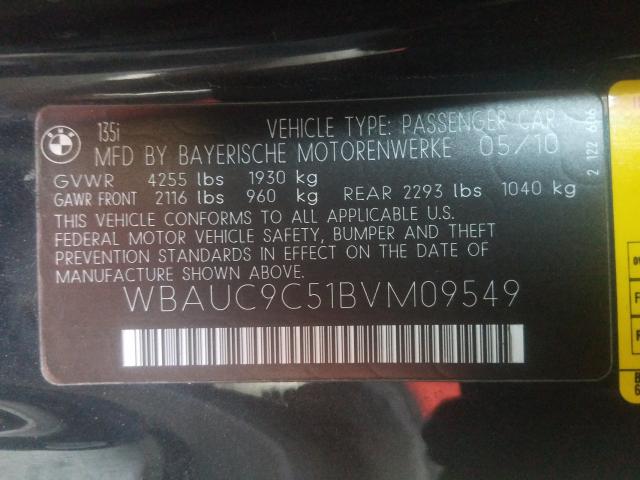 BMW
135i VEHICLE TYPE: PASSENGER CAR
MFD BY BAYERISCHE MOTORENWERKE 05/10
GVWR 4255 lbs 1930 kg
GAWR FRONT 2116 lbs 960 kg REAR 2293 lbs 1040 kg
THIS VEHICLE CONFORMS TO ALL APPLICABLE U.S.
FEDERAL MOTOR VEHICLE SAFETY, BUMPER AND THEFT
PREVENTION STANDARDS IN EFFECT ON THE DATE OF
MANUFACTURE SHOWN ABOVE.
WBAUC9C51BVM09549